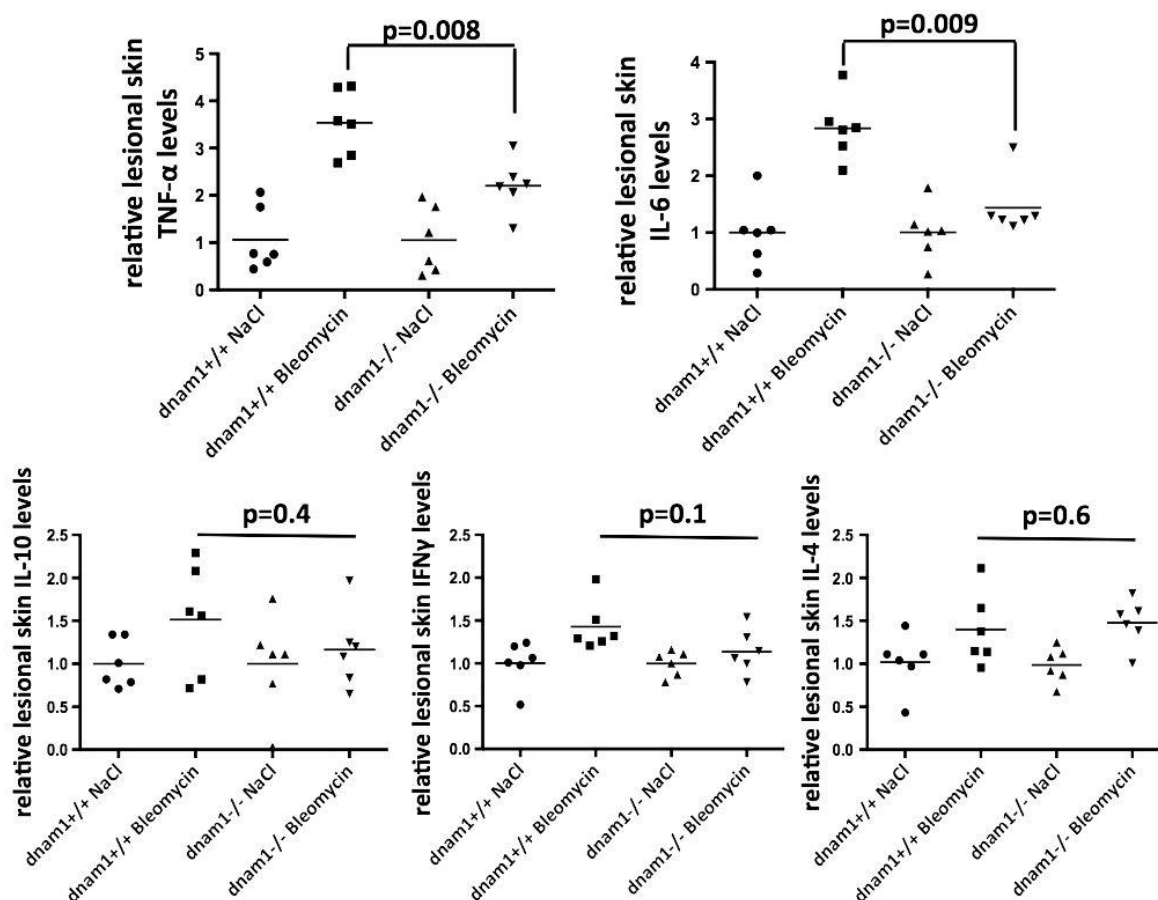 p=0.008
relative lesional skin
TNF-α levels
5
4
3
2
1
0
dnam1+/+ NaCl
dnam1+/+ Bleomycin
dnam1-/- NaCl
dnam1-/- Bleomycin
p=0.009
relative lesional skin
IL-6 levels
4
3
2
1
0
dnam1+/+ NaCl
dnam1+/+ Bleomycin
dnam1-/- NaCl
dnam1-/- Bleomycin
p=0.4
relative lesional skin IL-10 levels
2.5
2.0
1.5
1.0
0.5
0.0
dnam1+/+ NaCl
dnam1+/+ Bleomycin
dnam1-/- NaCl
dnam1-/- Bleomycin
p=0.1
relative lesional skin IFNγ levels
2.5
2.0
1.5
1.0
0.5
0.0
dnam1+/+ NaCl
dnam1+/+ Bleomycin
dnam1-/- NaCl
dnam1-/- Bleomycin
p=0.6
relative lesional skin IL-4 levels
2.5
2.0
1.5
1.0
0.5
0.0
dnam1+/+ NaCl
dnam1+/+ Bleomycin
dnam1-/- NaCl
dnam1-/- Bleomycin